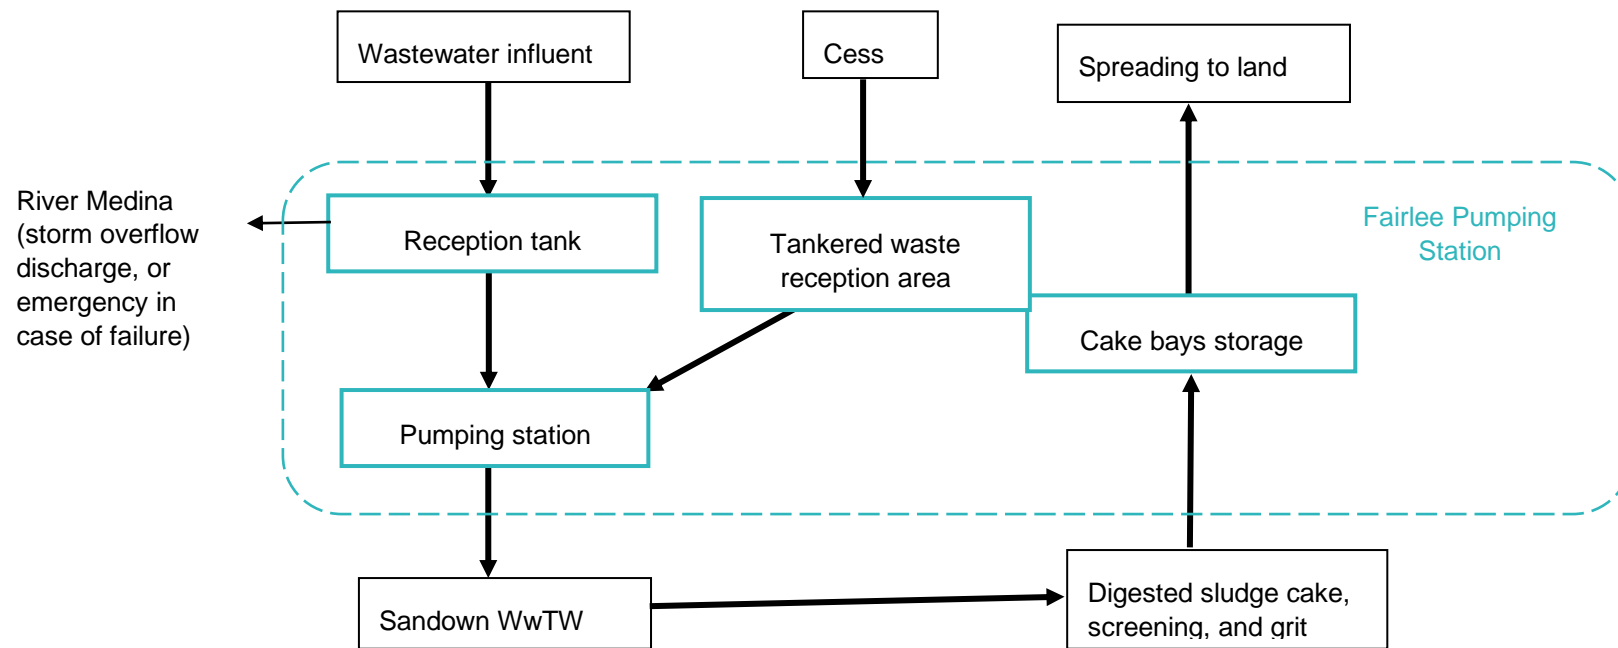 Wastewater influent
Cess
Spreading to land
River Medina
(storm overflow
discharge, or
emergency in
case of failure)
Reception tank
Tankered waste
reception area
Fairlee Pumping
Station
Cake bays storage
Pumping station
Sandown WwTW
Digested sludge cake,
screening, and grit